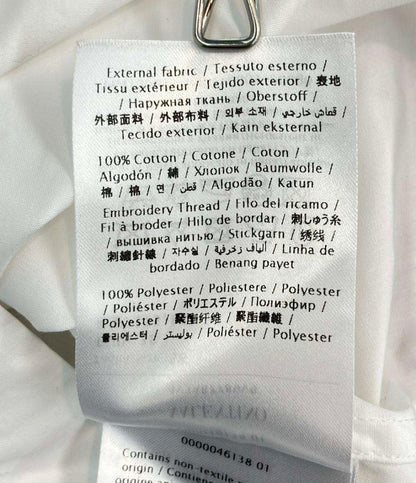 External fabric / Tessuto esterno /
Tissu extérieur / Tejido exterior / 表地
/ Наружная ткань / Oberstoff /
外部面料 / 外部布料 / 외부 소재 / قماش خارجي /
Tecido exterior / Kain eksternal
100% Cotton / Cotone / Coton /
Algodón / 綿 / Хлопок / Baumwolle /
棉 / 棉 / 면 / قطن / Algodão / Katun
Embroidery Thread / Filo del ricamo /
Fil à broder / Hilo de bordar / 刺しゅう糸
/ вышивка нитью / Stickgarn / 绣线 /
刺繡針線 / 자수실 / ألياف زخرفية / Linha de
bordado / Benang payet
100% Polyester / Poliestere / Polyester
/ Poliéster / ポリエステル / Полиэфир /
Polyester / 聚酯纤维 / 聚酯纖維 /
폴리에스터 / بوليستر / Poliéster / Polyester
0000046138 01
Contains non-textile
origin / Contient